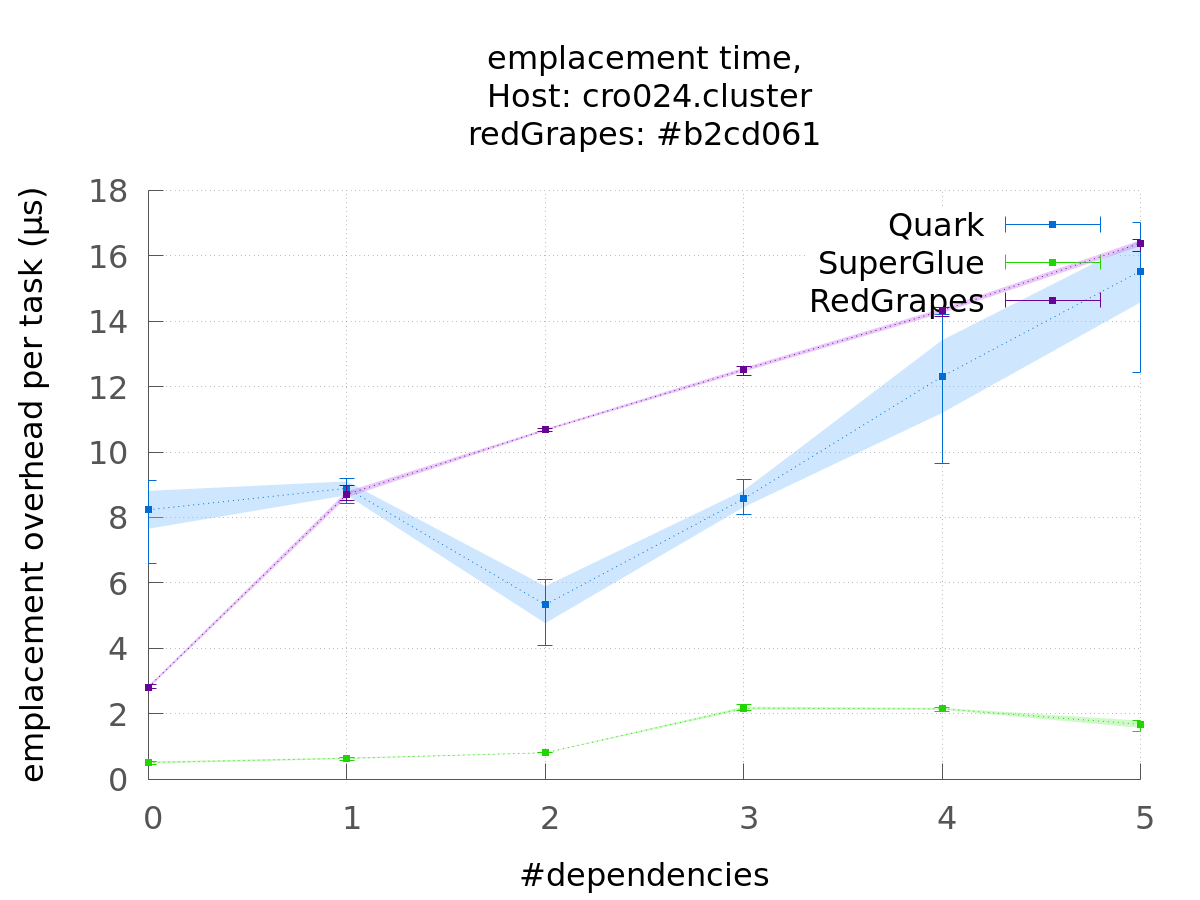 emplacement time,
Host: cro024.cluster
redGrapes: #b2cd061
emplacement overhead per task (µs)
18
16
14
12
10
8
6
4
2
0
Quark
SuperGlue
RedGrapes
0 1 2 3 4 5
#dependencies